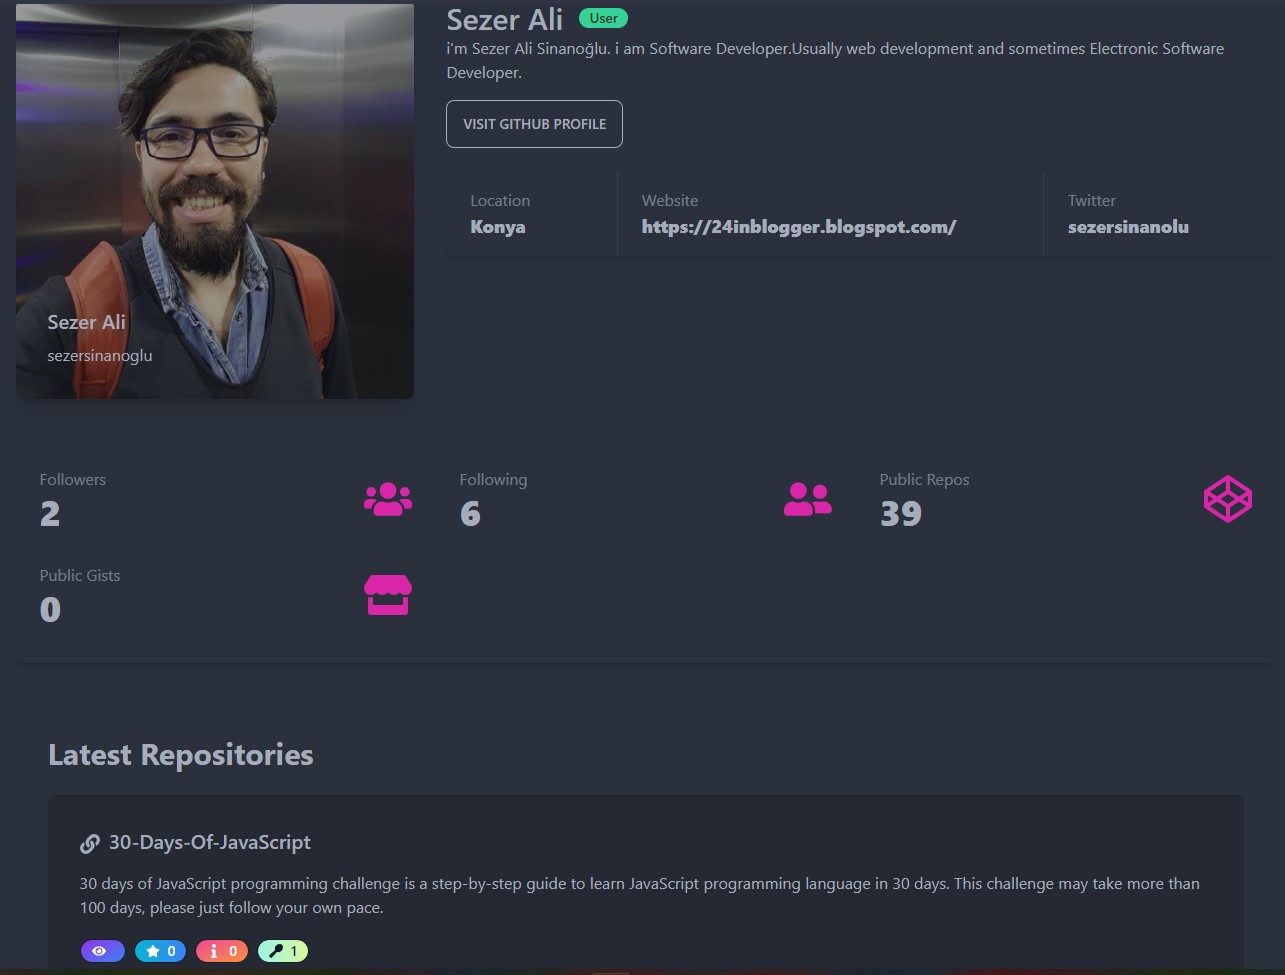 Sezer Ali User
i'm Sezer Ali Sinanoğlu. i am Software Developer.Usually web development and sometimes Electronic Software
Developer.
VISIT GITHUB PROFILE
Location
Konya
Website
https://24inblogger.blogspot.com/
Twitter
sezersinanolu
Sezer Ali
sezersinanoglu
Followers
2
Following
6
Public Repos
39
Public Gists
0
Latest Repositories
30-Days-Of-JavaScript
30 days of JavaScript programming challenge is a step-by-step guide to learn JavaScript programming language in 30 days. This challenge may take more than
100 days, please just follow your own pace.
0 0 1